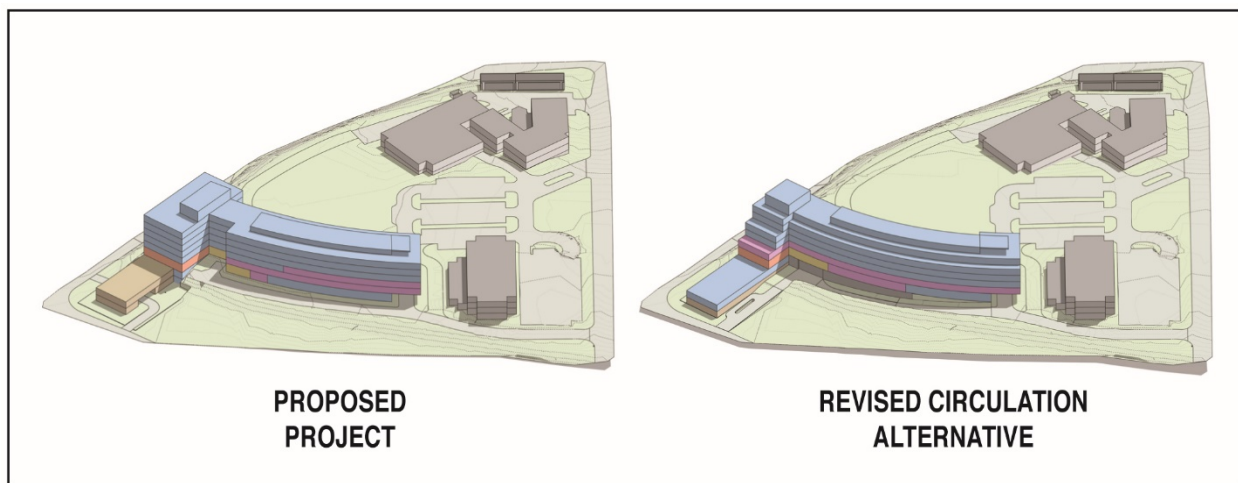 PROPOSED
PROJECT
REVISED CIRCULATION
ALTERNATIVE